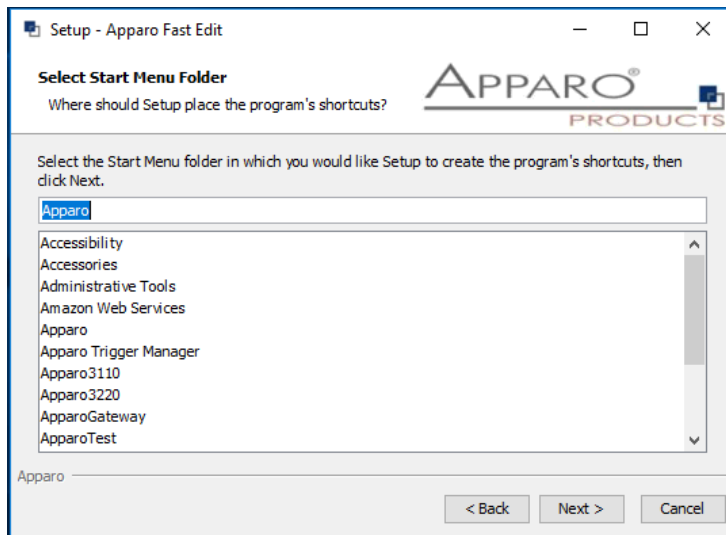 Setup - Apparo Fast Edit
Select Start Menu Folder
Where should Setup place the program's shortcuts?
APPARO®
PRODUCTS
Select the Start Menu folder in which you would like Setup to create the program's shortcuts, then
click Next.
Apparo
Accessibility
Accessories
Administrative Tools
Amazon Web Services
Apparo
Apparo Trigger Manager
Apparo3110
Apparo3220
ApparoGateway
ApparoTest
Apparo
< Back
Next >
Cancel